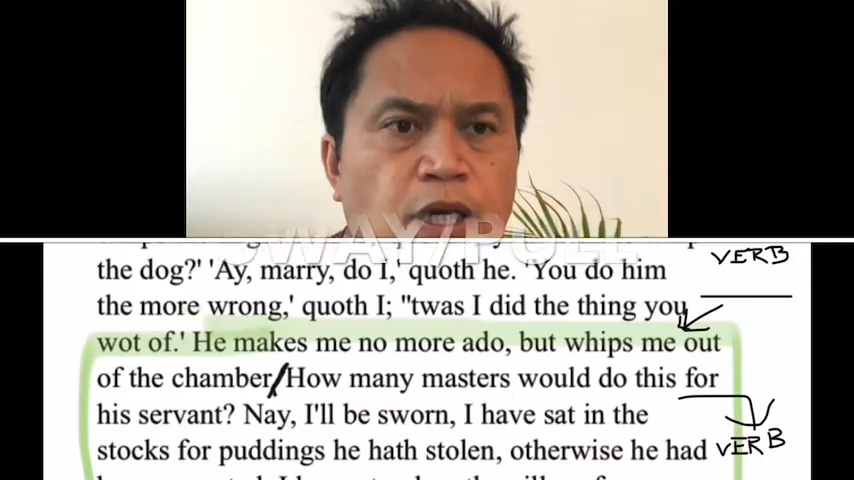 SWAY/PULL
VERB
the dog?' 'Ay, marry, do I,' quoth he. 'You do him
the more wrong,' quoth I; "twas I did the thing you
wot of.' He makes me no more ado, but whips me out
of the chamber/How many masters would do this for
his servant? Nay, I'll be sworn, I have sat in the
stocks for puddings he hath stolen, otherwise he had
VERB